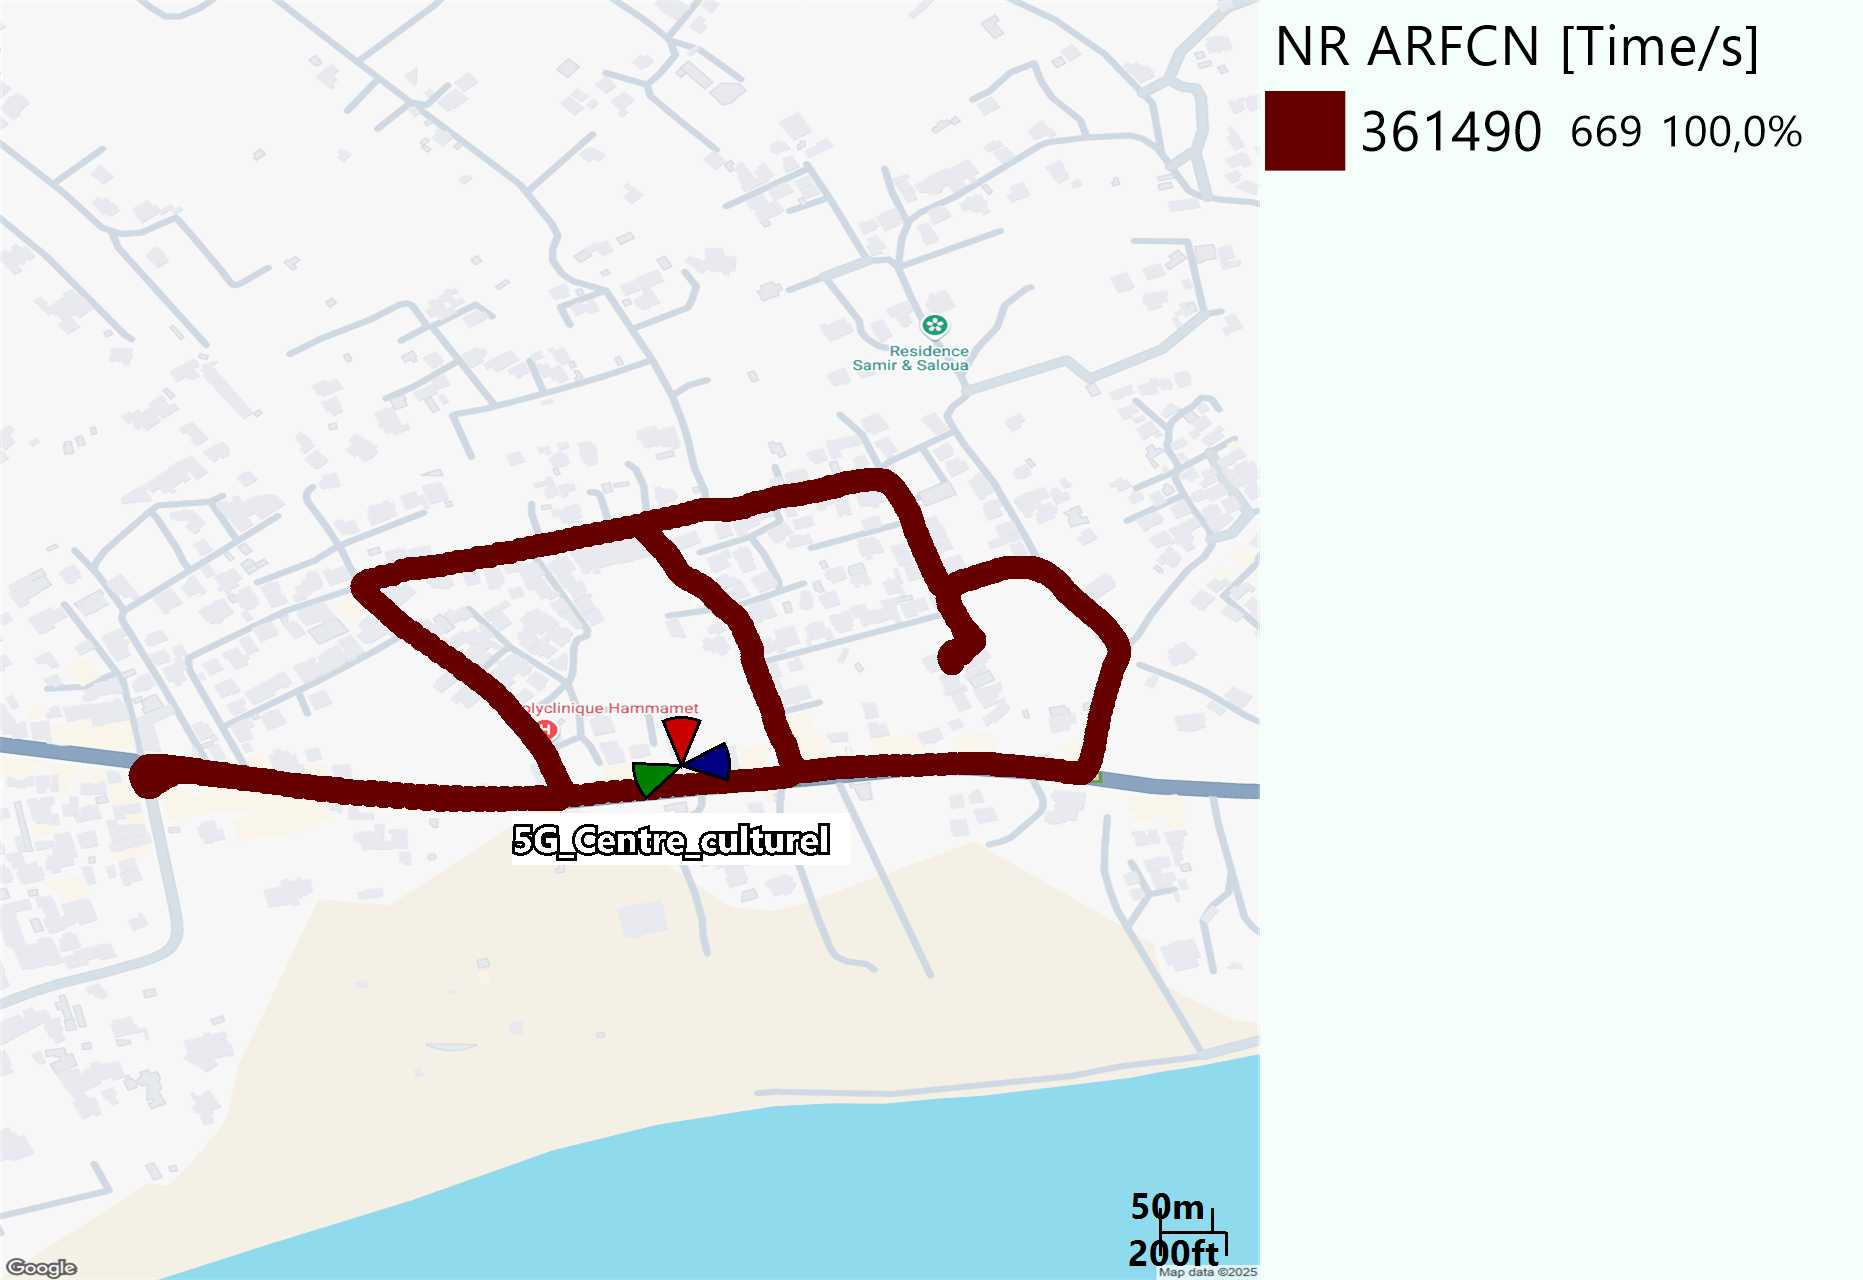 NR ARFCN [Time/s]
361490 669 100,0%
Residence
Samir & Saloua
olyclinique Hammamet
H
5G_Centre_culturel
50m
200ft
Google
Map data ©2025